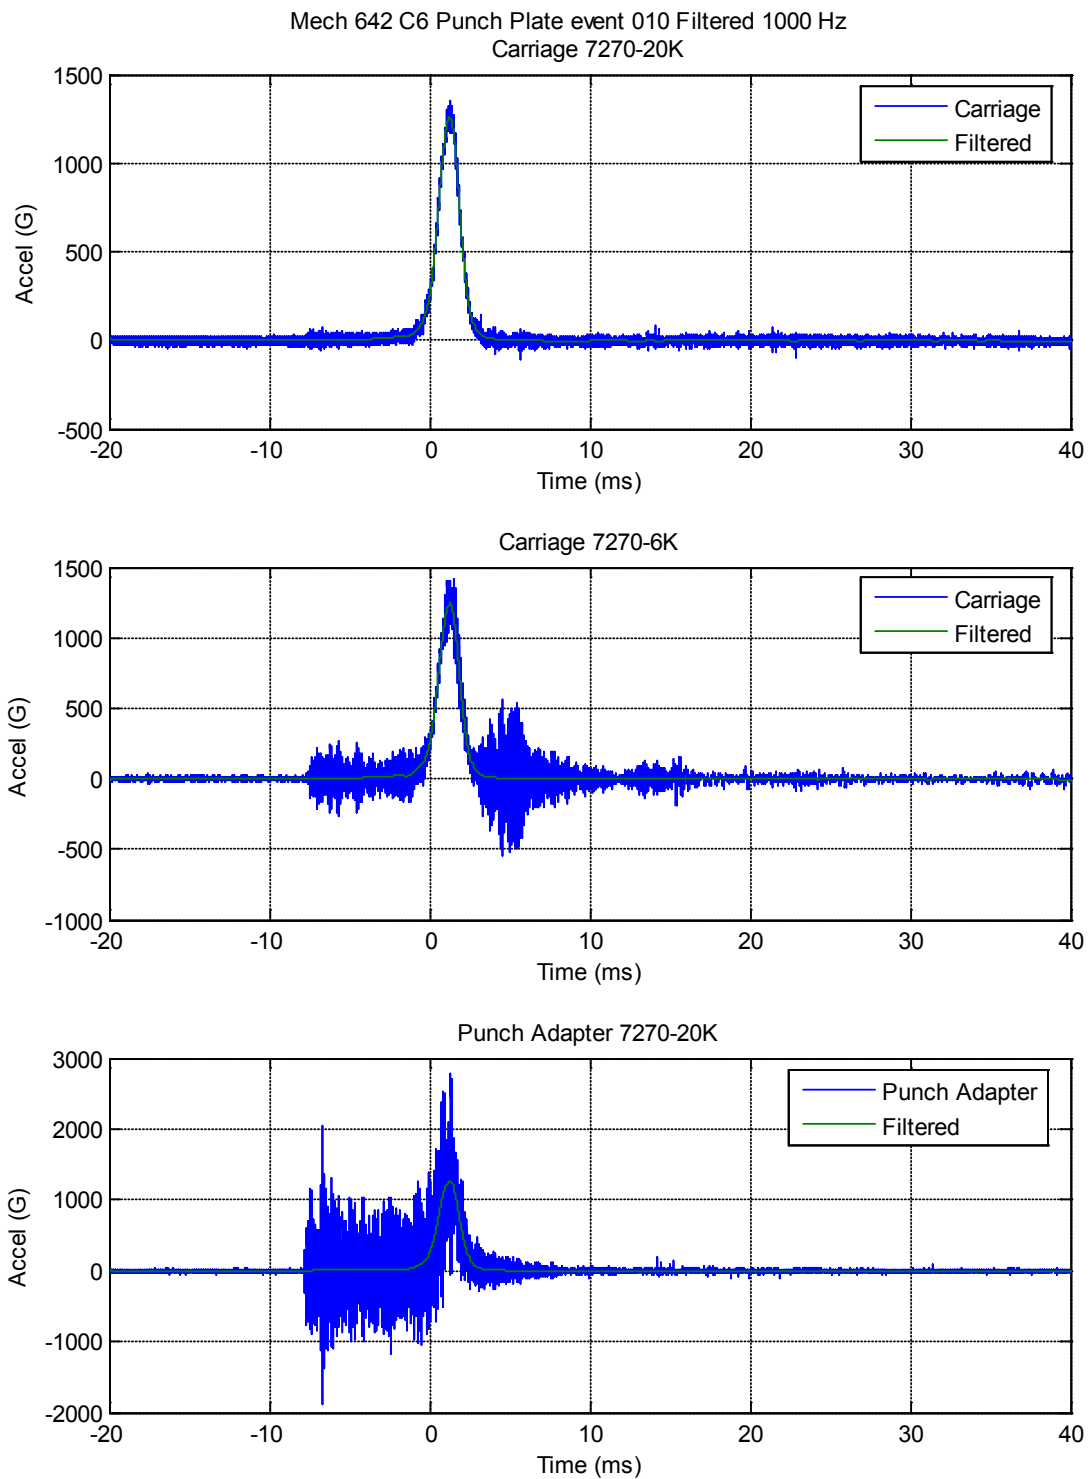 Mech 642 C6 Punch Plate event 010 Filtered 1000 Hz
Carriage 7270-20K
1500
1000
500
0
-500
Accel (G)
Carriage
Filtered
-20
-10
0
10
20
30
40
Time (ms)
Carriage 7270-6K
1500
1000
500
0
-500
-1000
Accel (G)
Carriage
Filtered
-20
-10
0
10
20
30
40
Time (ms)
Punch Adapter 7270-20K
3000
2000
1000
0
-1000
-2000
Accel (G)
Punch Adapter
Filtered
-20
-10
0
10
20
30
40
Time (ms)